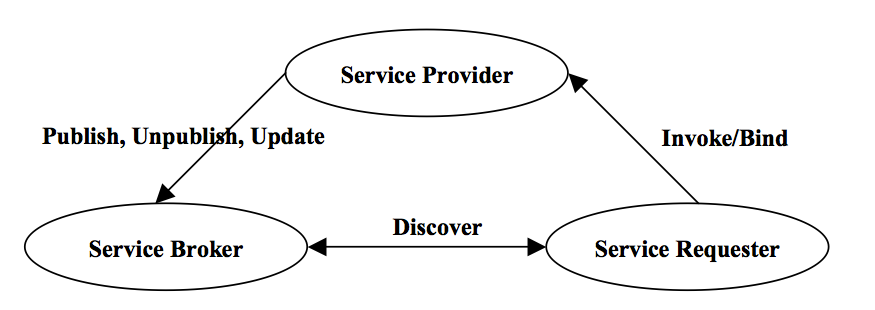 Service Provider
Publish, Unpublish, Update
Invoke/Bind
Discover
Service Broker
Service Requester